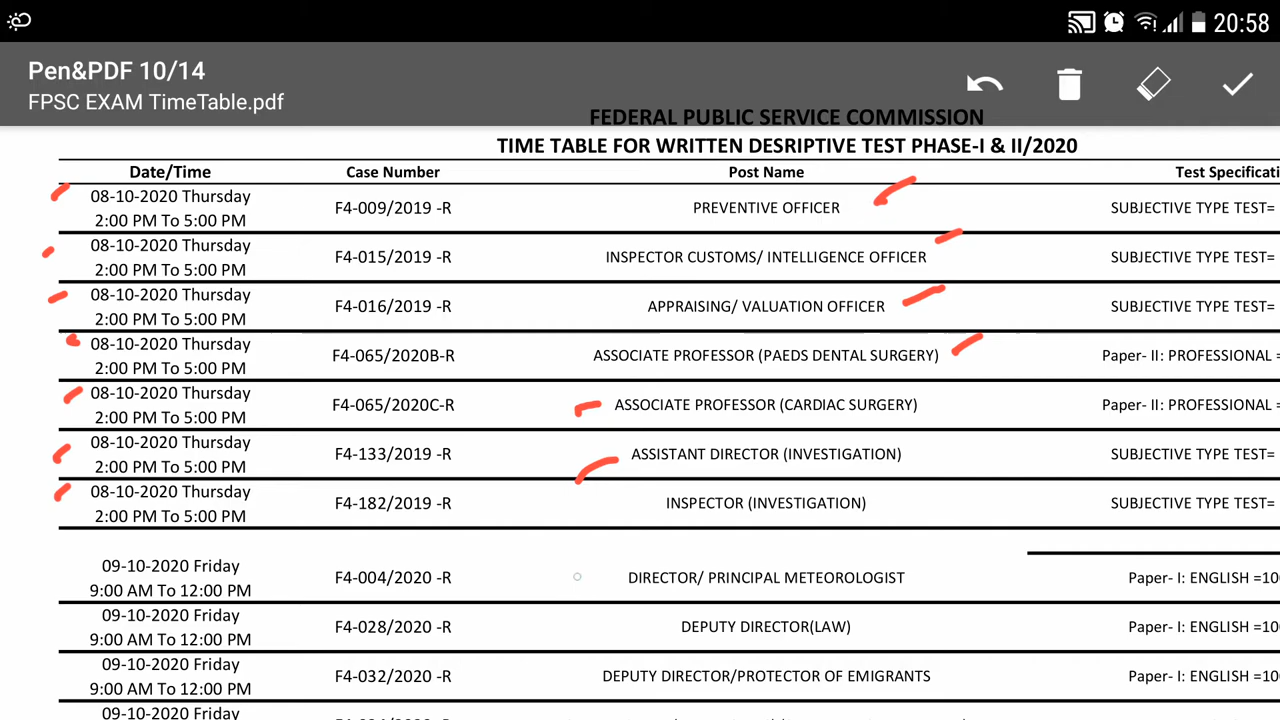 20:58
Pen&PDF 10/14
FPSC EXAM TimeTable.pdf
FEDERAL PUBLIC SERVICE COMMISSION
TIME TABLE FOR WRITTEN DESRIPTIVE TEST PHASE-I & II/2020
Date/Time Case Number Post Name Test Specificati
08-10-2020 Thursday
2:00 PM To 5:00 PM F4-009/2019 -R PREVENTIVE OFFICER SUBJECTIVE TYPE TEST=
08-10-2020 Thursday
2:00 PM To 5:00 PM F4-015/2019 -R INSPECTOR CUSTOMS/ INTELLIGENCE OFFICER SUBJECTIVE TYPE TEST=
08-10-2020 Thursday
2:00 PM To 5:00 PM F4-016/2019 -R APPRAISING/ VALUATION OFFICER SUBJECTIVE TYPE TEST=
08-10-2020 Thursday
2:00 PM To 5:00 PM F4-065/2020B-R ASSOCIATE PROFESSOR (PAEDS DENTAL SURGERY) Paper- II: PROFESSIONAL =
08-10-2020 Thursday
2:00 PM To 5:00 PM F4-065/2020C-R ASSOCIATE PROFESSOR (CARDIAC SURGERY) Paper- II: PROFESSIONAL =
08-10-2020 Thursday
2:00 PM To 5:00 PM F4-133/2019 -R ASSISTANT DIRECTOR (INVESTIGATION) SUBJECTIVE TYPE TEST=
08-10-2020 Thursday
2:00 PM To 5:00 PM F4-182/2019 -R INSPECTOR (INVESTIGATION) SUBJECTIVE TYPE TEST=
09-10-2020 Friday
9:00 AM To 12:00 PM F4-004/2020 -R DIRECTOR/ PRINCIPAL METEOROLOGIST Paper- I: ENGLISH =10
09-10-2020 Friday
9:00 AM To 12:00 PM F4-028/2020 -R DEPUTY DIRECTOR(LAW) Paper- I: ENGLISH =10
09-10-2020 Friday
9:00 AM To 12:00 PM F4-032/2020 -R DEPUTY DIRECTOR/PROTECTOR OF EMIGRANTS Paper- I: ENGLISH =10
09-10-2020 Friday